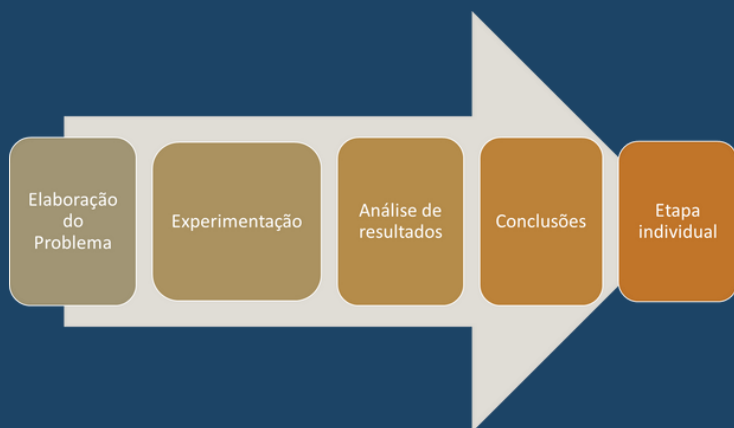 Elaboração
do
Problema
Experimentação
Análise de
resultados
Conclusões
Etapa
individual